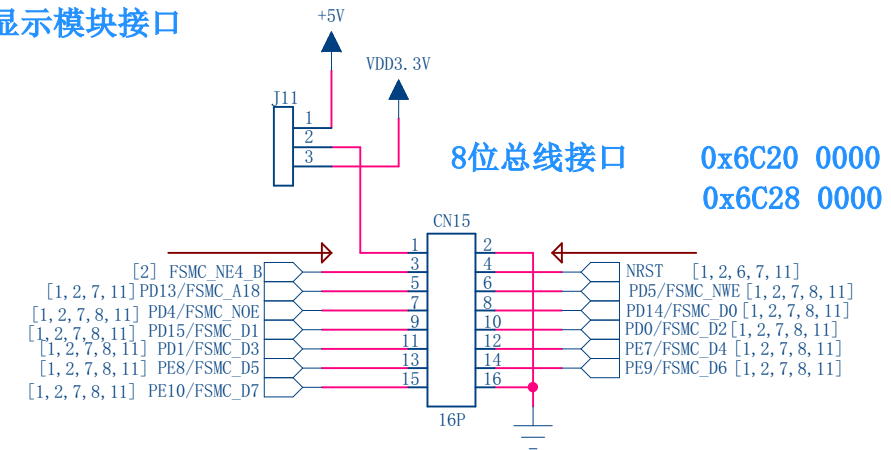 显示模块接口
+5V
VDD3.3V
J11
1
2
3
8位总线接口 0x6C20 0000
0x6C28 0000
CN15
1 2
[2] FSMC_NE4_B 3 4 NRST [1,2,6,7,11]
[1,2,7,11] PD13/FSMC_A18 5 6 PD5/FSMC_NWE [1,2,7,8,11]
[1,2,7,8,11] PD4/FSMC_NOE 7 8 PD14/FSMC_D0 [1,2,7,8,11]
[1,2,7,8,11] PD15/FSMC_D1 9 10 PD0/FSMC_D2 [1,2,7,8,11]
[1,2,7,8,11] PD1/FSMC_D3 11 12 PE7/FSMC_D4 [1,2,7,8,11]
[1,2,7,8,11] PE8/FSMC_D5 13 14 PE9/FSMC_D6 [1,2,7,8,11]
[1,2,7,8,11] PE10/FSMC_D7 15 16
16P